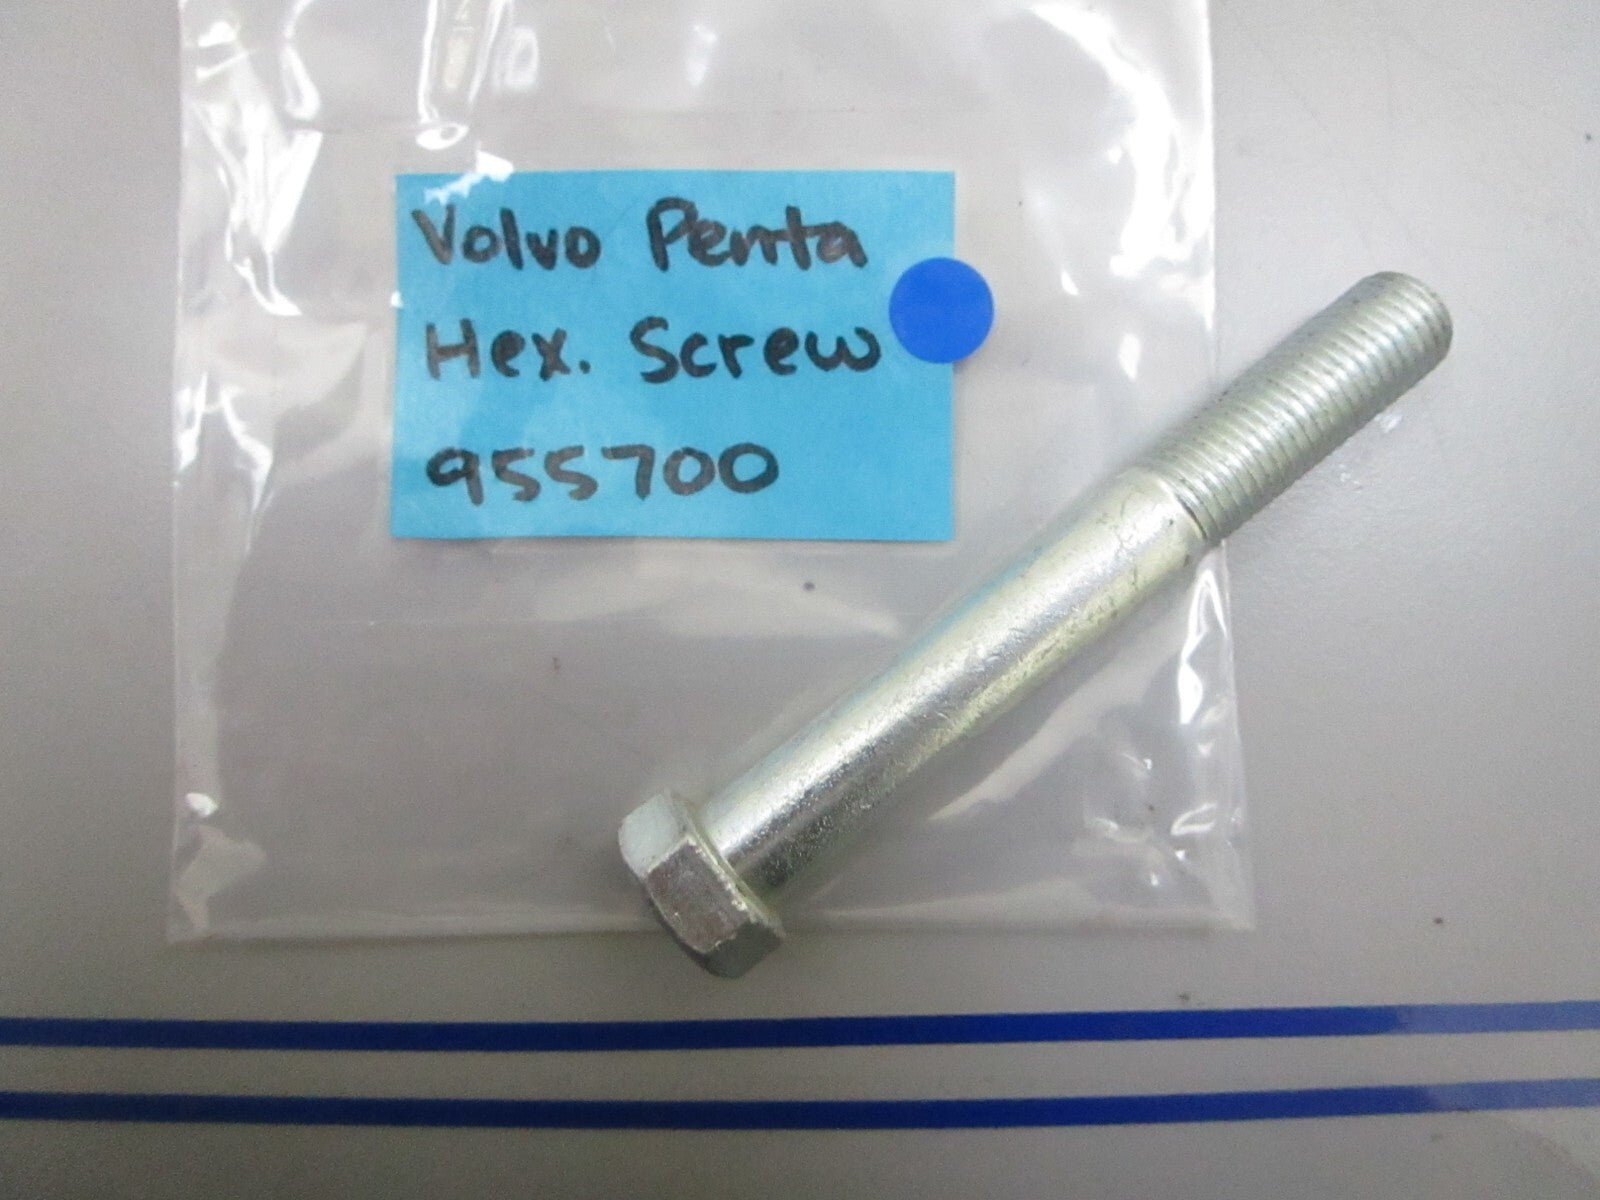 Volvo Penta
Hex. Screw
955700